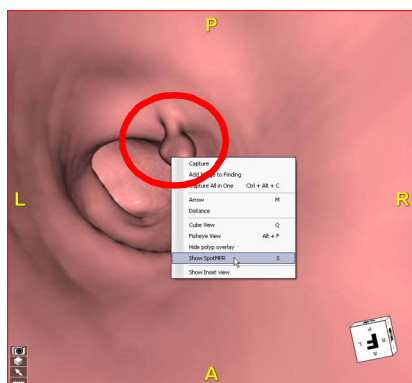 P
Capture
Add Image to Finding
Capture All in One Ctrl + Alt + C
Arrow M
Distance
Cube View Q
Fisheye View Alt + F
Hide polyp overlay
Show SpotMPR S
Show Inset view
L
R
F
A